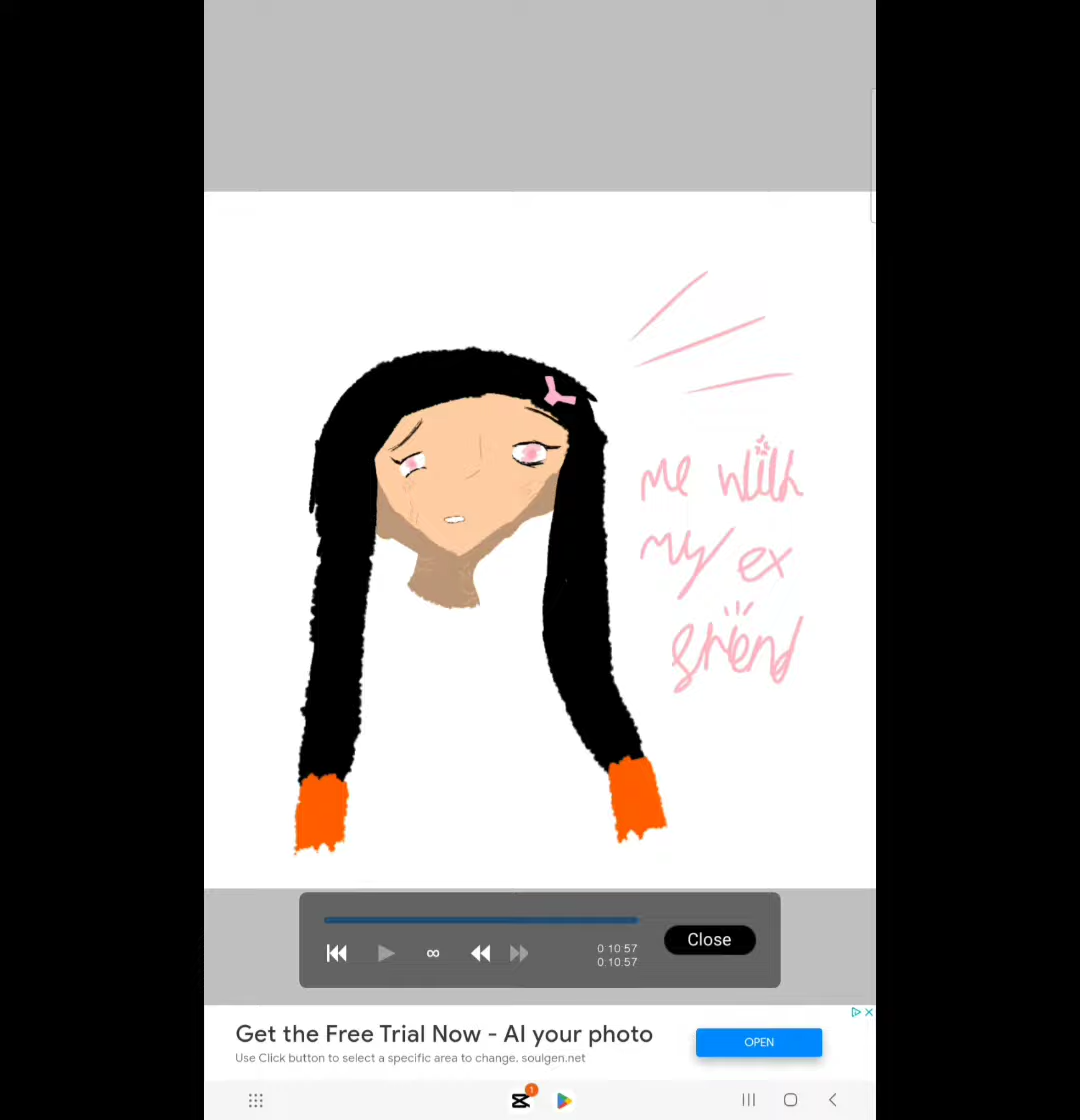 me with
my ex
friend
0:10:57
0:10:57
Close
Get the Free Trial Now - AI your photo
OPEN
Use Click button to select a specific area to change. soulgen.net
1